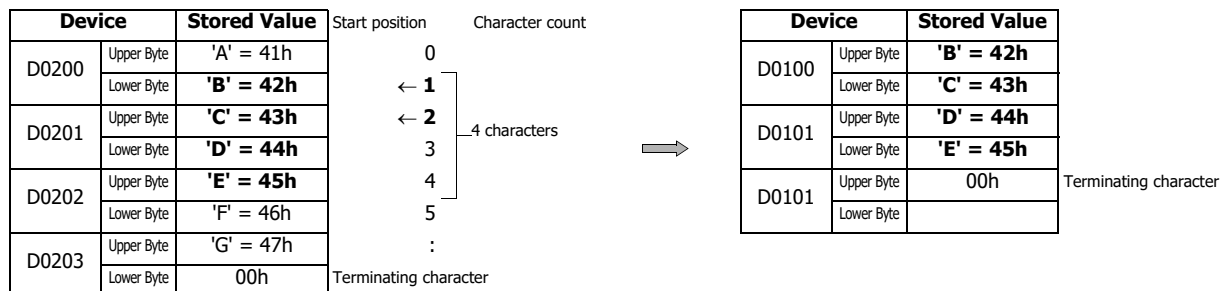 Device Stored Value Start position Character count
D0200 Upper Byte 'A' = 41h 0
Lower Byte 'B' = 42h ← 1
D0201 Upper Byte 'C' = 43h ← 2
4 characters
Lower Byte 'D' = 44h 3
D0202 Upper Byte 'E' = 45h 4
Lower Byte 'F' = 46h 5
D0203 Upper Byte 'G' = 47h :
Lower Byte 00h Terminating character
Device Stored Value
D0100 Upper Byte 'B' = 42h
Lower Byte 'C' = 43h
D0101 Upper Byte 'D' = 44h
Lower Byte 'E' = 45h
D0101 Upper Byte 00h Terminating character
Lower Byte